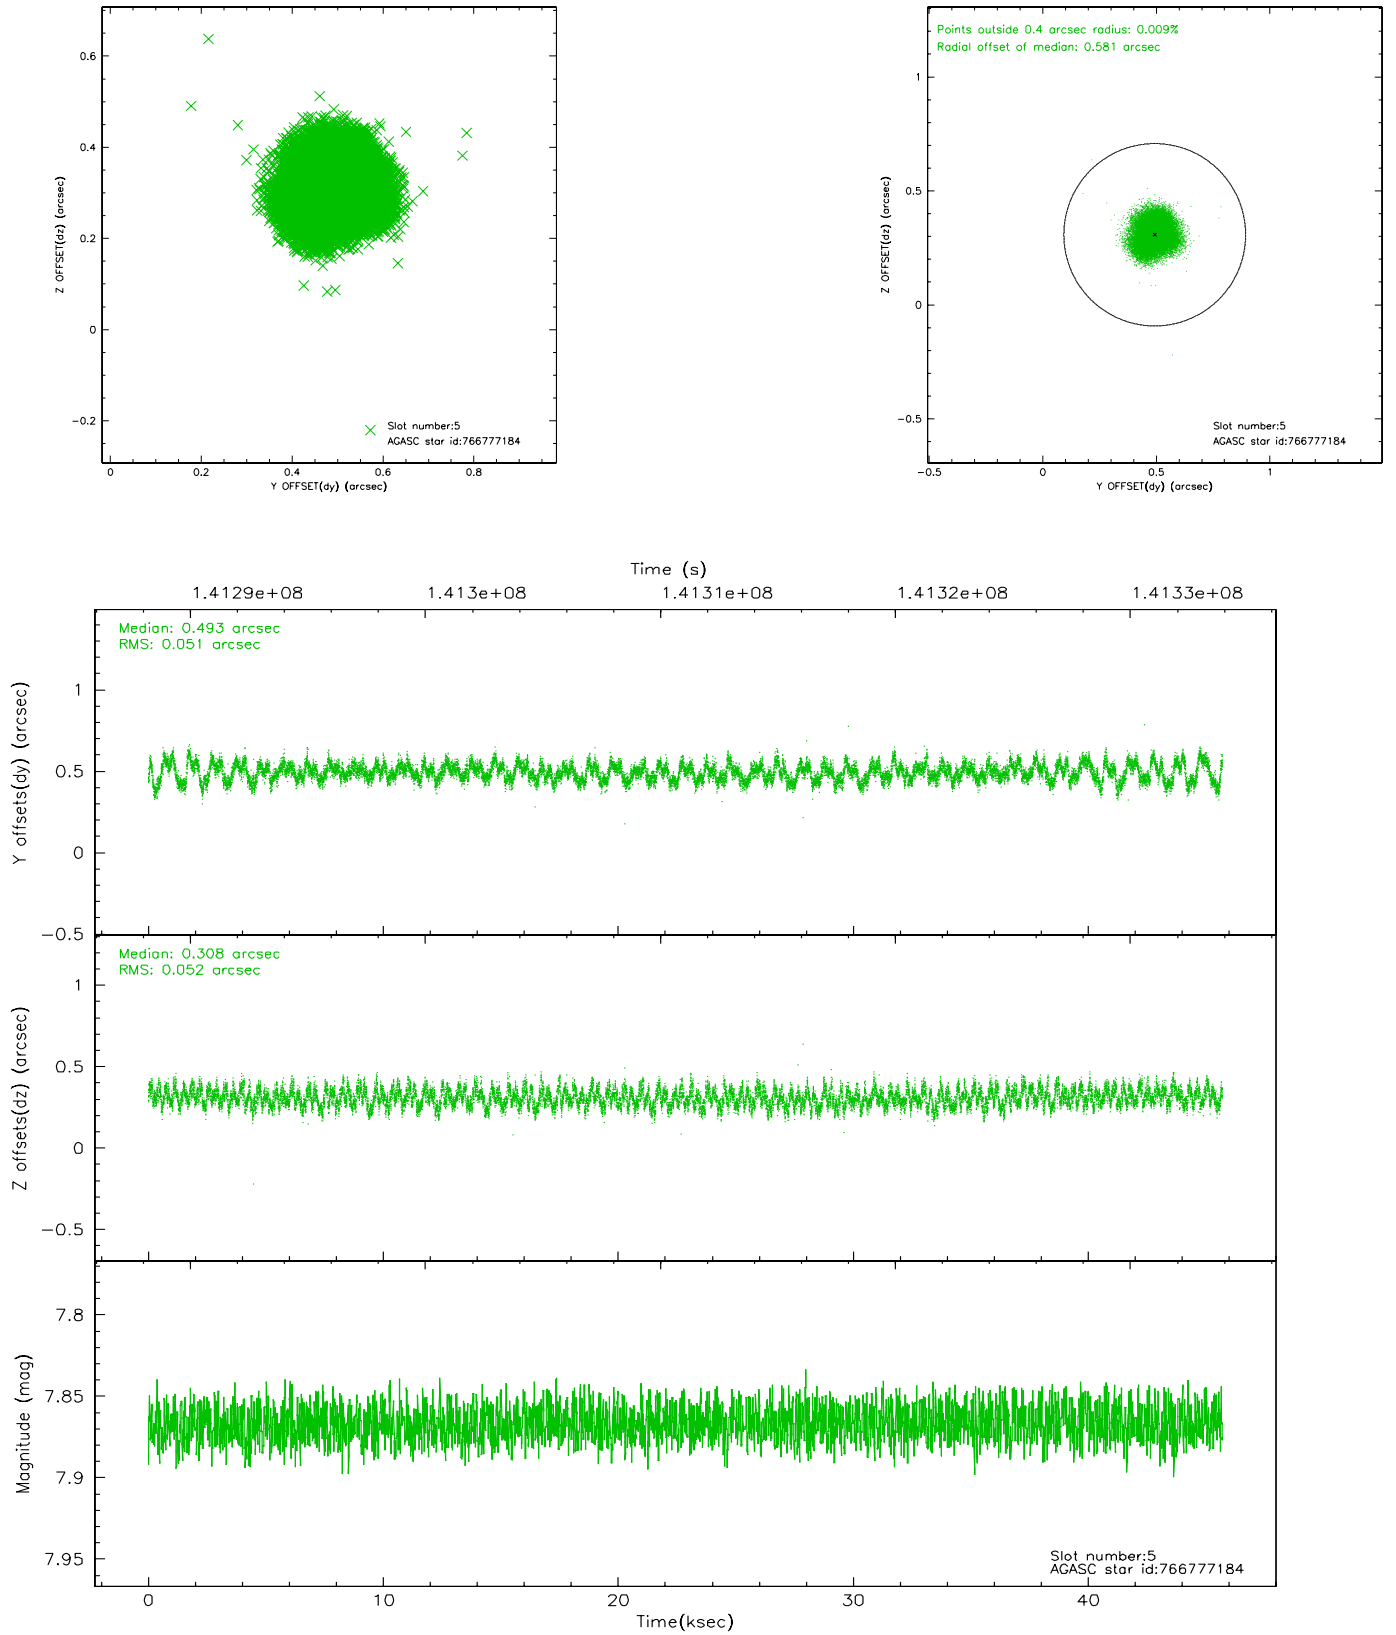 0.6
0.4
0.2
0
−0.2
Z OFFSET(dz) (arcsec)
Slot number:5
AGASC star id:766777184
0
0.2
0.4
0.6
0.8
Y OFFSET(dy) (arcsec)
Points outside 0.4 arcsec radius: 0.009%
Radial offset of median: 0.581 arcsec
1
0.5
0
−0.5
Z OFFSET(dz) (arcsec)
Slot number:5
AGASC star id:766777184
−0.5
0
0.5
1
Y OFFSET(dy) (arcsec)
Time (s)
1.4129e+08
1.413e+08
1.4131e+08
1.4132e+08
1.4133e+08
Median: 0.493 arcsec
RMS: 0.051 arcsec
1
0.5
0
−0.5
Y offsets(dy) (arcsec)
Median: 0.308 arcsec
RMS: 0.052 arcsec
1
0.5
0
−0.5
Z offsets(dz) (arcsec)
7.8
7.85
7.9
7.95
Magnitude (mag)
Slot number:5
AGASC star id:766777184
0
10
20
30
40
Time(ksec)